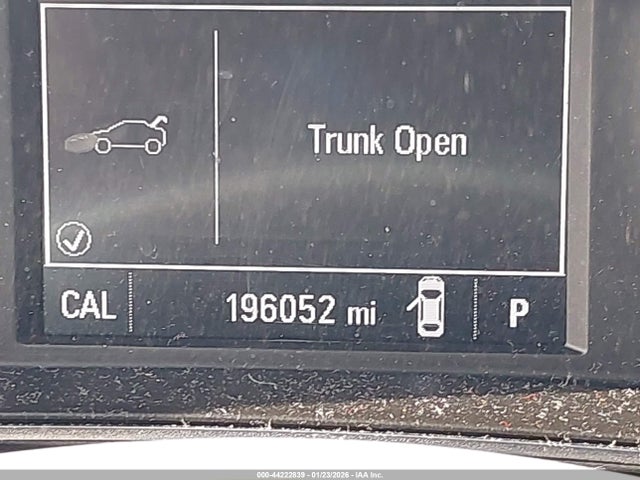 Trunk Open
CAL 196052 mi P
000-44222839 - 01/23/2026 - IAA Inc.